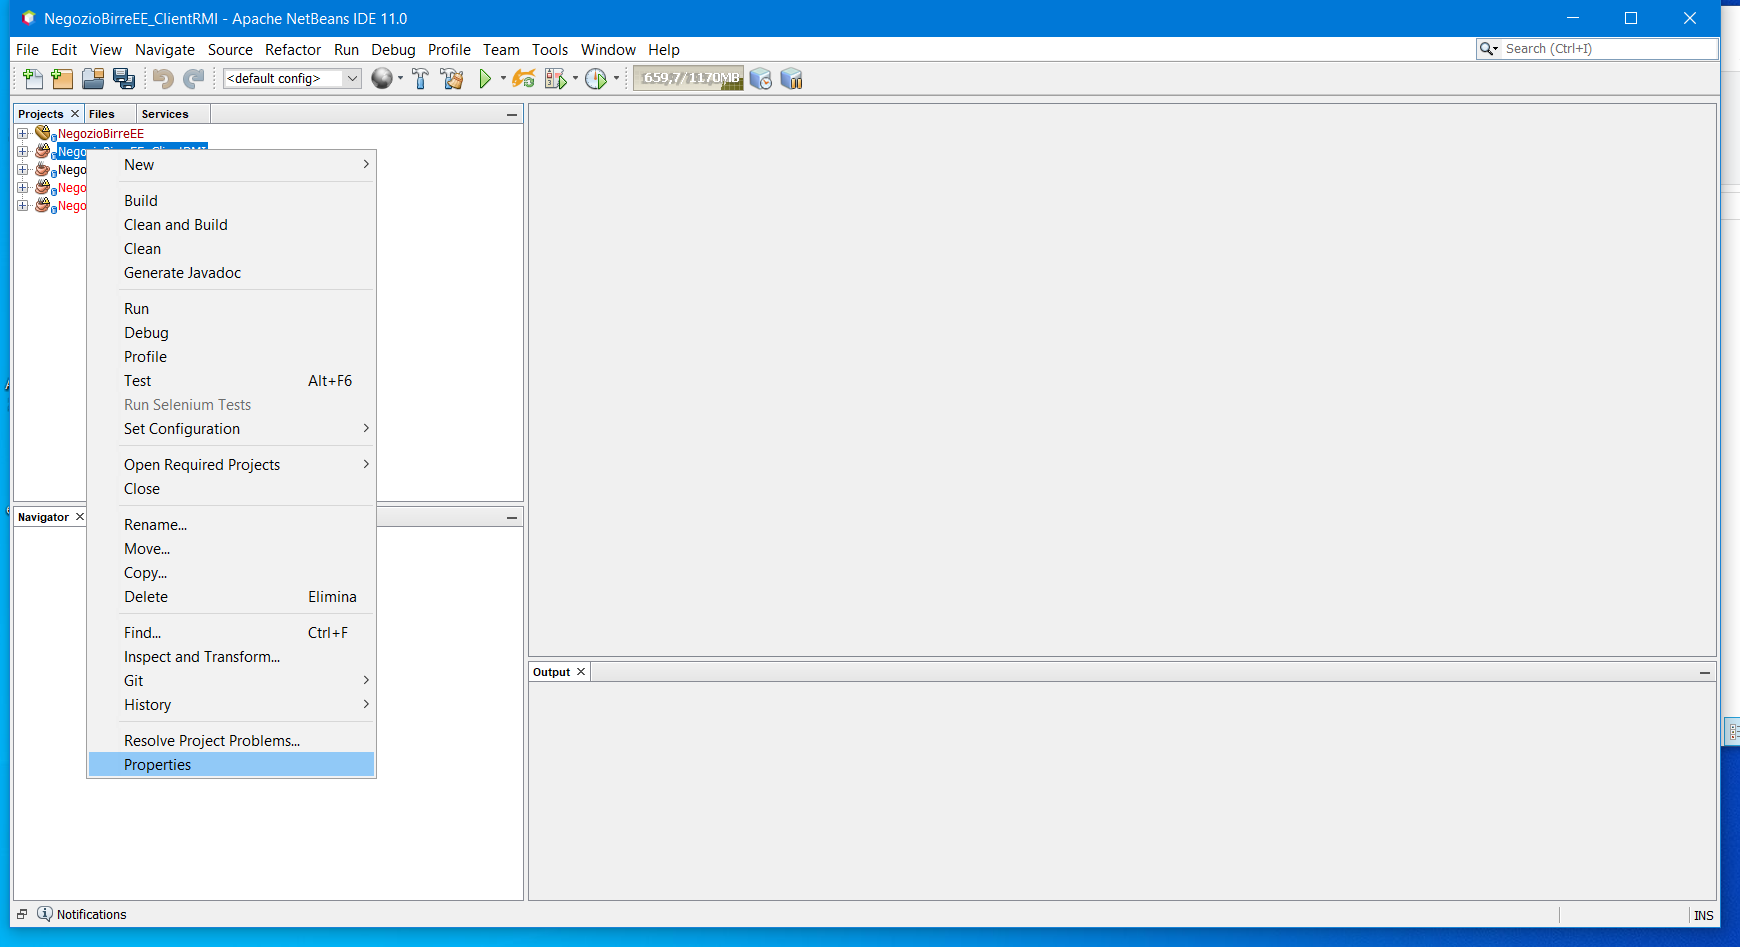 NegozioBirreEE_ClientRMI - Apache NetBeans IDE 11.0
File Edit View Navigate Source Refactor Run Debug Profile Team Tools Window Help
Search (Ctrl+I)
<default config>
659,7/1170MB
Projects Files Services
NegozioBirreEE
NegozioBirreEE_ClientRMI
Nego
Nego
Nego
New
Build
Clean and Build
Clean
Generate Javadoc
Run
Debug
Profile
Test Alt+F6
Run Selenium Tests
Set Configuration
Open Required Projects
Close
Rename...
Move...
Copy...
Delete Elimina
Find... Ctrl+F
Inspect and Transform...
Git
History
Resolve Project Problems...
Properties
Navigator
Output
Notifications
INS